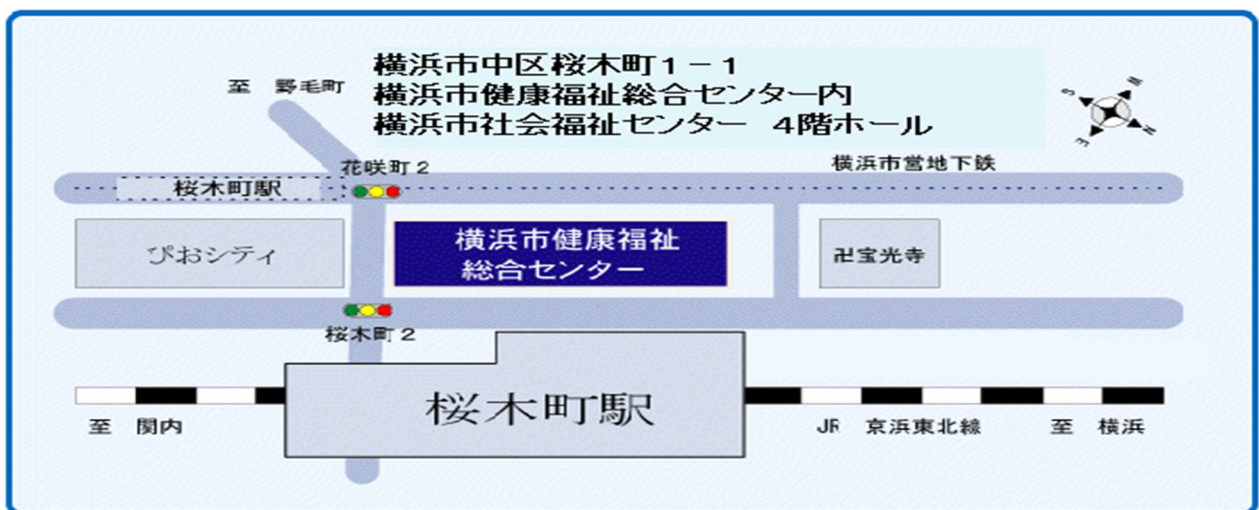 横浜市中区桜木町1-1
横浜市健康福祉総合センター内
横浜市社会福祉センター 4階ホール
至 野毛町
花咲町2
横浜市営地下鉄
桜木町駅
ぴおシティ
横浜市健康福祉
総合センター
卍宝光寺
桜木町2
桜木町駅
至 関内
JR 京浜東北線
至 横浜
S
W
E
N